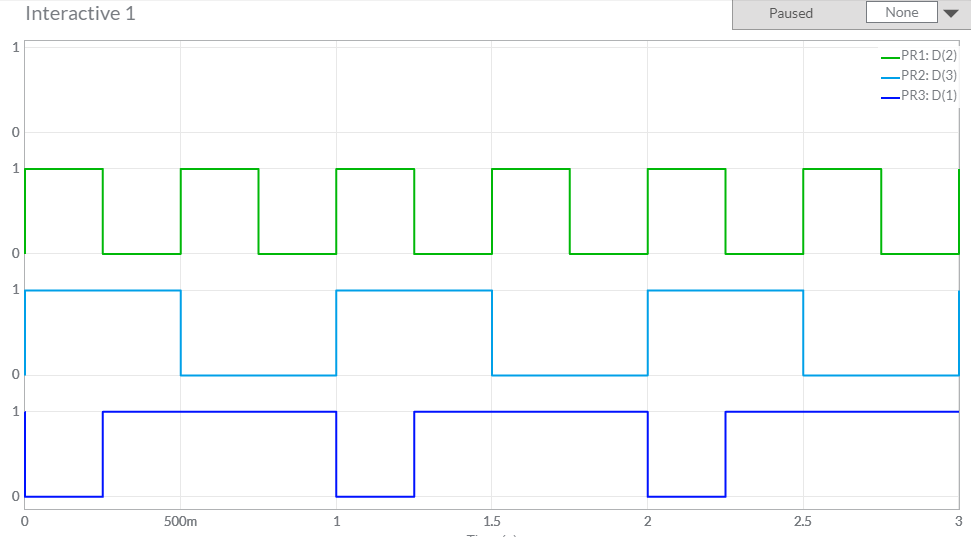 Interactive 1
Paused
None
1
PR1: D(2)
PR2: D(3)
PR3: D(1)
0
1
0
1
0
1
0
0 500m 1 1.5 2 2.5 3